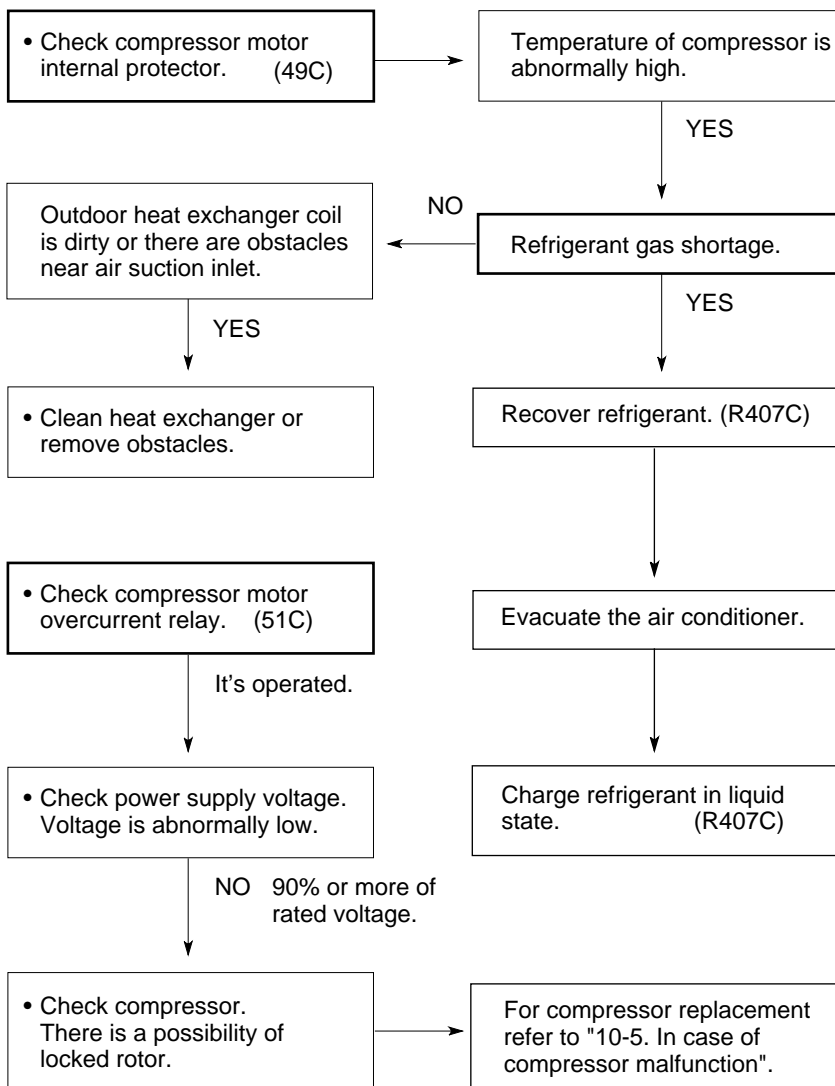 • Check compressor motor
internal protector. (49C)
Temperature of compressor is
abnormally high.
YES
Outdoor heat exchanger coil
is dirty or there are obstacles
near air suction inlet.
NO
Refrigerant gas shortage.
YES
YES
• Clean heat exchanger or
remove obstacles.
Recover refrigerant. (R407C)
• Check compressor motor
overcurrent relay. (51C)
Evacuate the air conditioner.
It's operated.
• Check power supply voltage.
Voltage is abnormally low.
Charge refrigerant in liquid
state. (R407C)
NO 90% or more of
rated voltage.
• Check compressor.
There is a possibility of
locked rotor.
For compressor replacement
refer to "10-5. In case of
compressor malfunction".